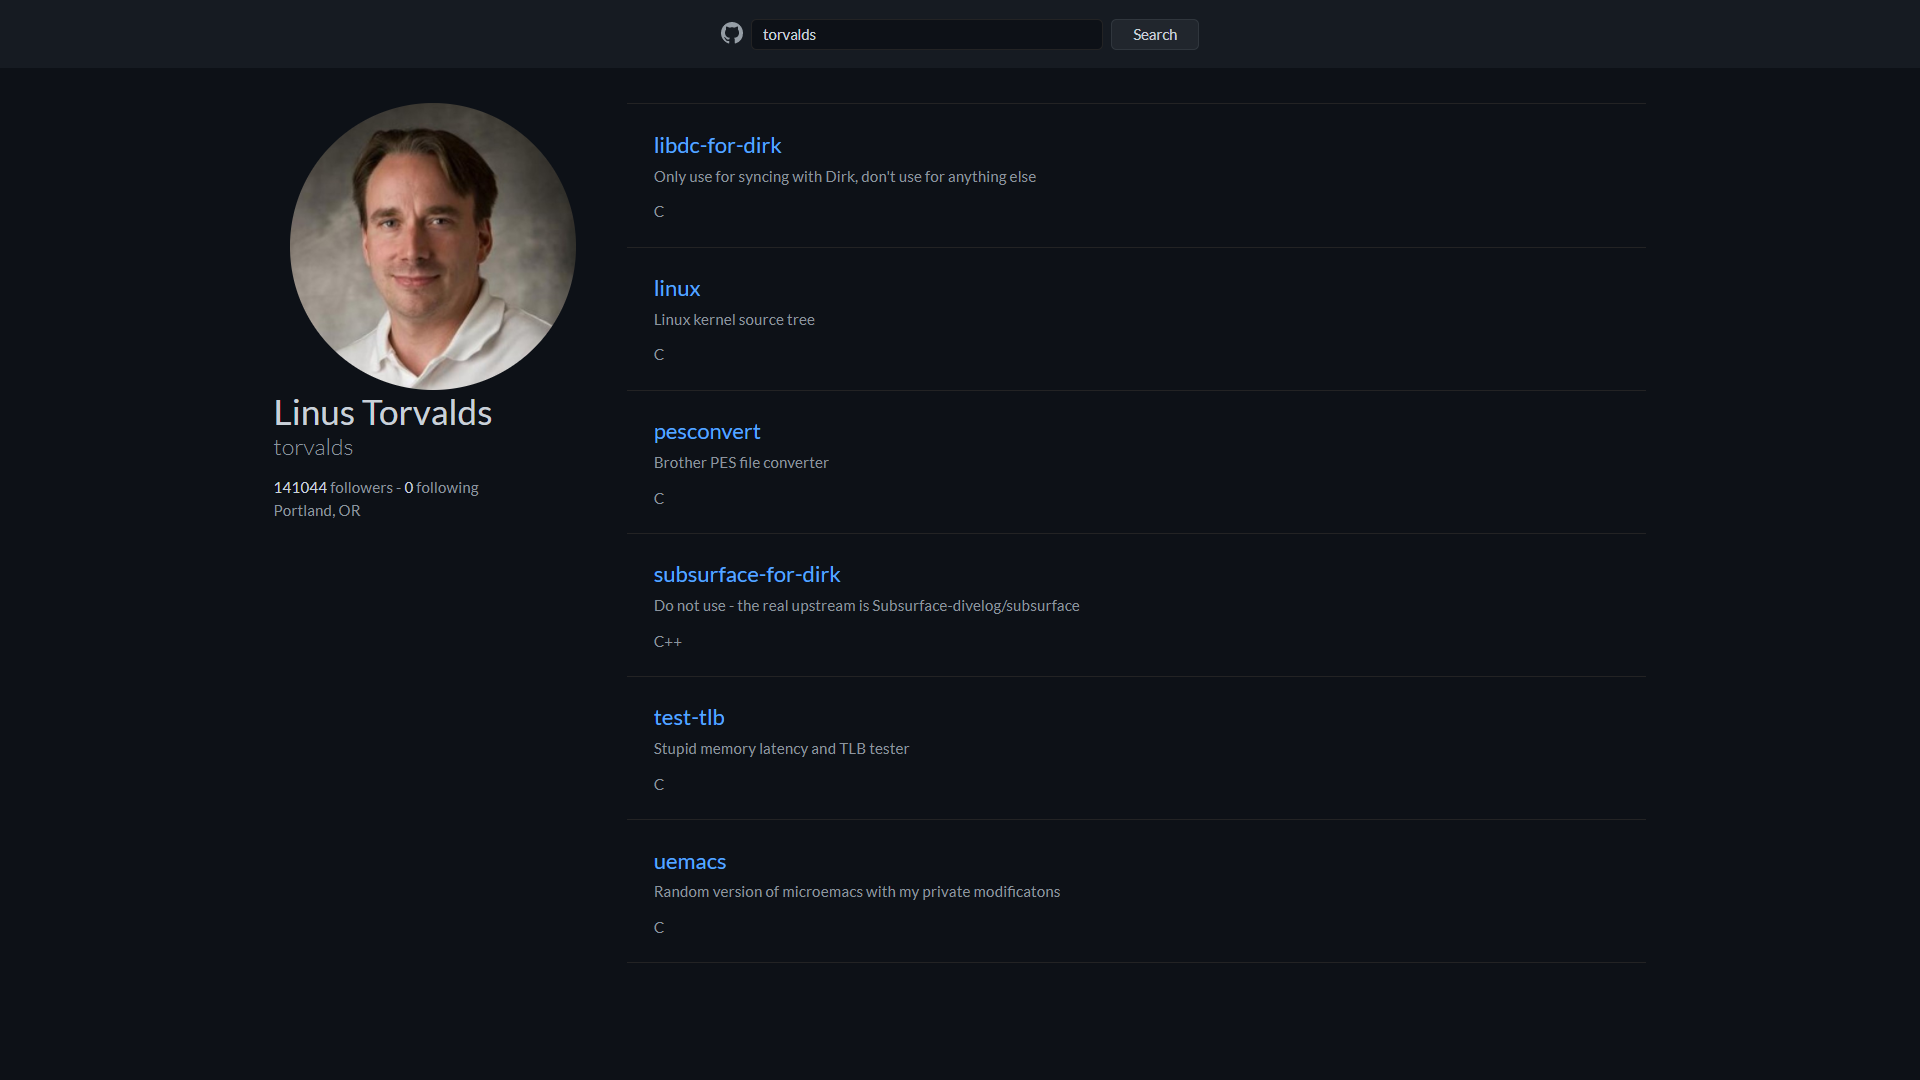 torvalds
Search
Linus Torvalds
torvalds
141044 followers - 0 following
Portland, OR
libdc-for-dirk
Only use for syncing with Dirk, don't use for anything else
C
linux
Linux kernel source tree
C
pesconvert
Brother PES file converter
C
subsurface-for-dirk
Do not use - the real upstream is Subsurface-divelog/subsurface
C++
test-tlb
Stupid memory latency and TLB tester
C
uemacs
Random version of microemacs with my private modificatons
C